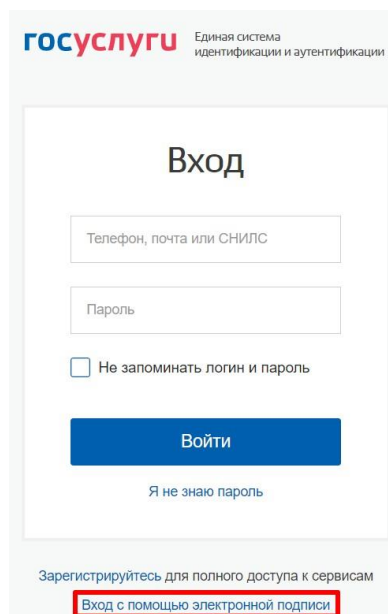 госуслуги
Единая система
идентификации и аутентификации
Вход
Телефон, почта или СНИЛС
Пароль
Не запоминать логин и пароль
Войти
Я не знаю пароль
Зарегистрируйтесь для полного доступа к сервисам
Вход с помощью электронной подписи